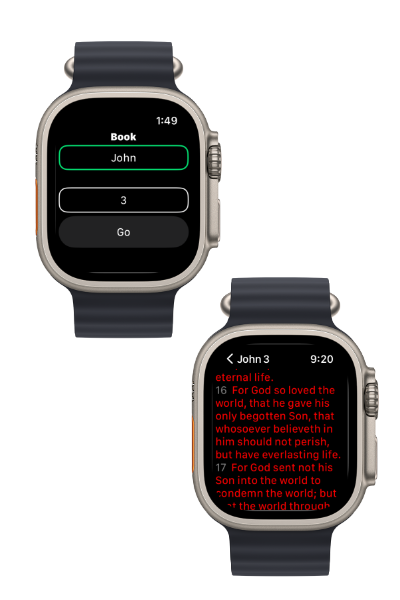 1:49
Book
John
3
Go
John 3 9:20
eternal life.
16 For God so loved the
world, that he gave his
only begotten Son, that
whosoever believeth in
him should not perish,
but have everlasting life.
17 For God sent not his
Son into the world to
condemn the world; but
the world through